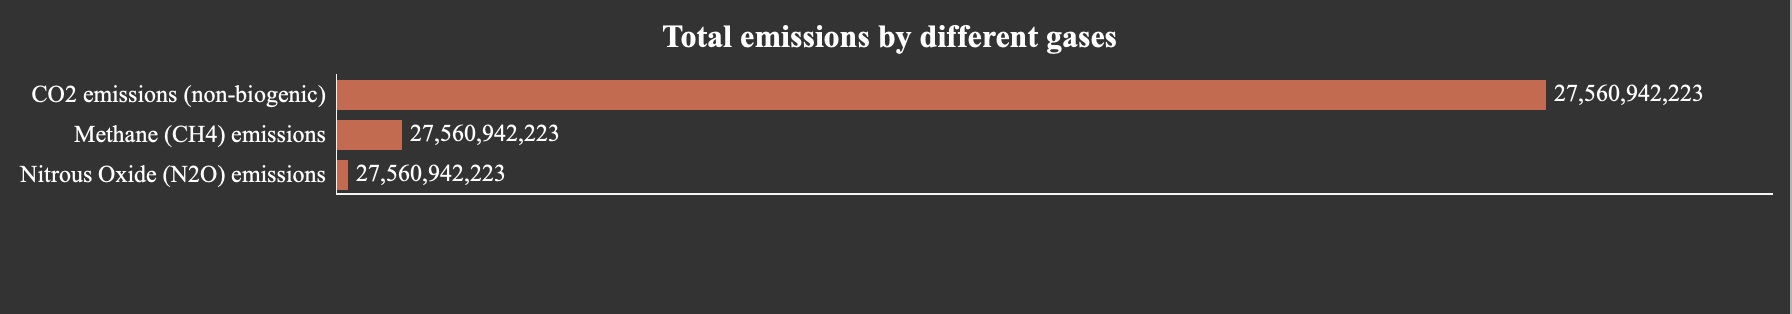 Total emissions by different gases
CO2 emissions (non-biogenic) 27,560,942,223
Methane (CH4) emissions 27,560,942,223
Nitrous Oxide (N2O) emissions 27,560,942,223